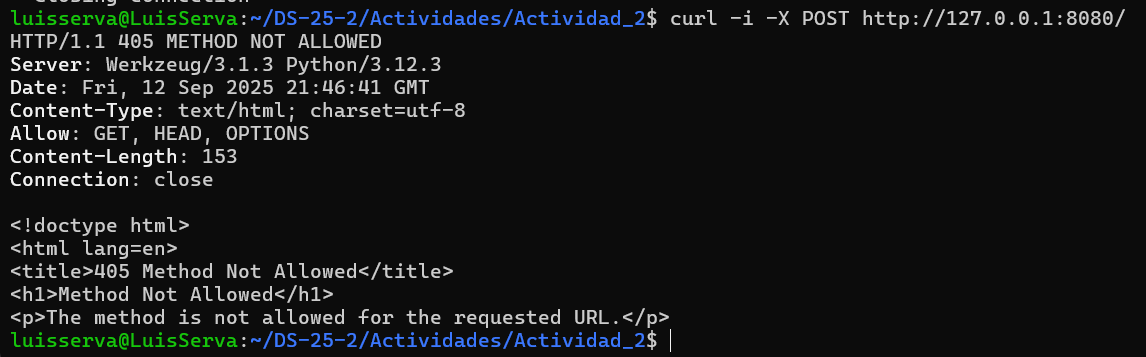 luisserva@LuisServa:~/DS-25-2/Actividades/Actividad_2$ curl -i -X POST http://127.0.0.1:8080/
HTTP/1.1 405 METHOD NOT ALLOWED
Server: Werkzeug/3.1.3 Python/3.12.3
Date: Fri, 12 Sep 2025 21:46:41 GMT
Content-Type: text/html; charset=utf-8
Allow: GET, HEAD, OPTIONS
Content-Length: 153
Connection: close

<!doctype html>
<html lang=en>
<title>405 Method Not Allowed</title>
<h1>Method Not Allowed</h1>
<p>The method is not allowed for the requested URL.</p>
luisserva@LuisServa:~/DS-25-2/Actividades/Actividad_2$